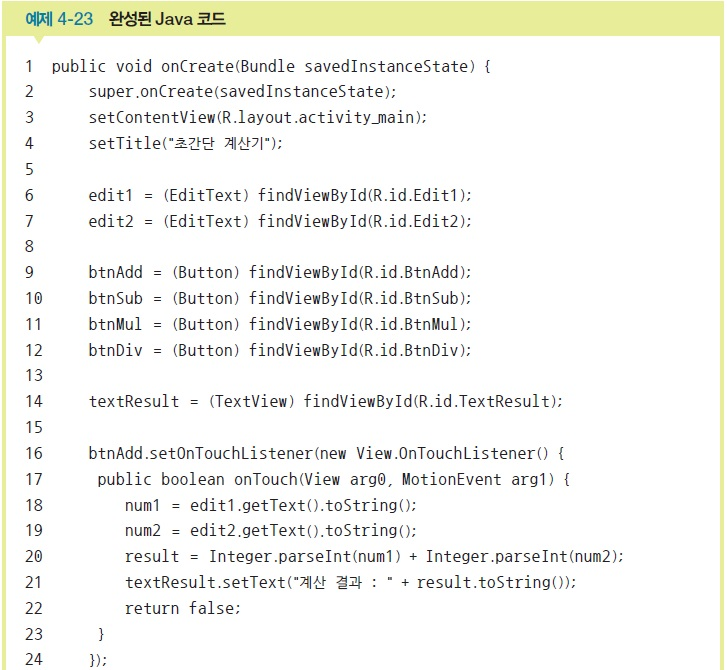 예제 4-23 완성된 Java 코드
1 public void onCreate(Bundle savedInstanceState) {
2     super.onCreate(savedInstanceState);
3     setContentView(R.layout.activity_main);
4     setTitle("초간단 계산기");
5
6     edit1 = (EditText) findViewById(R.id.Edit1);
7     edit2 = (EditText) findViewById(R.id.Edit2);
8
9     btnAdd = (Button) findViewById(R.id.BtnAdd);
10     btnSub = (Button) findViewById(R.id.BtnSub);
11     btnMul = (Button) findViewById(R.id.BtnMul);
12     btnDiv = (Button) findViewById(R.id.BtnDiv);
13
14     textResult = (TextView) findViewById(R.id.TextResult);
15
16     btnAdd.setOnTouchListener(new View.OnTouchListener() {
17      public boolean onTouch(View arg0, MotionEvent arg1) {
18         num1 = edit1.getText().toString();
19         num2 = edit2.getText().toString();
20         result = Integer.parseInt(num1) + Integer.parseInt(num2);
21         textResult.setText("계산 결과 : " + result.toString());
22         return false;
23      }
24     });